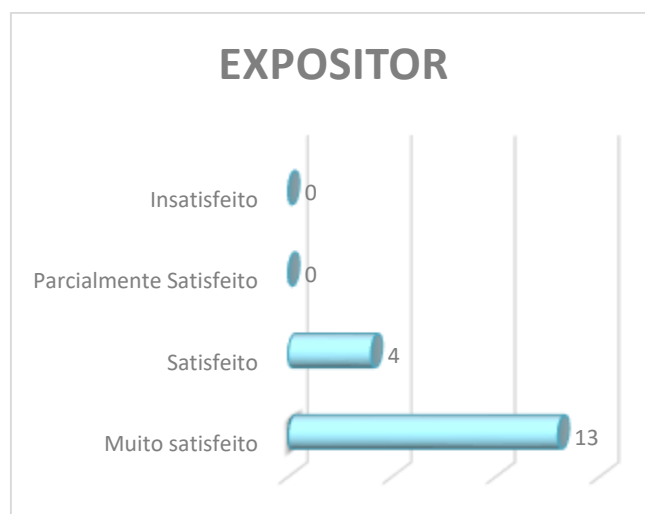 EXPOSITOR
Insatisfeito 0
Parcialmente Satisfeito 0
Satisfeito 4
Muito satisfeito 13